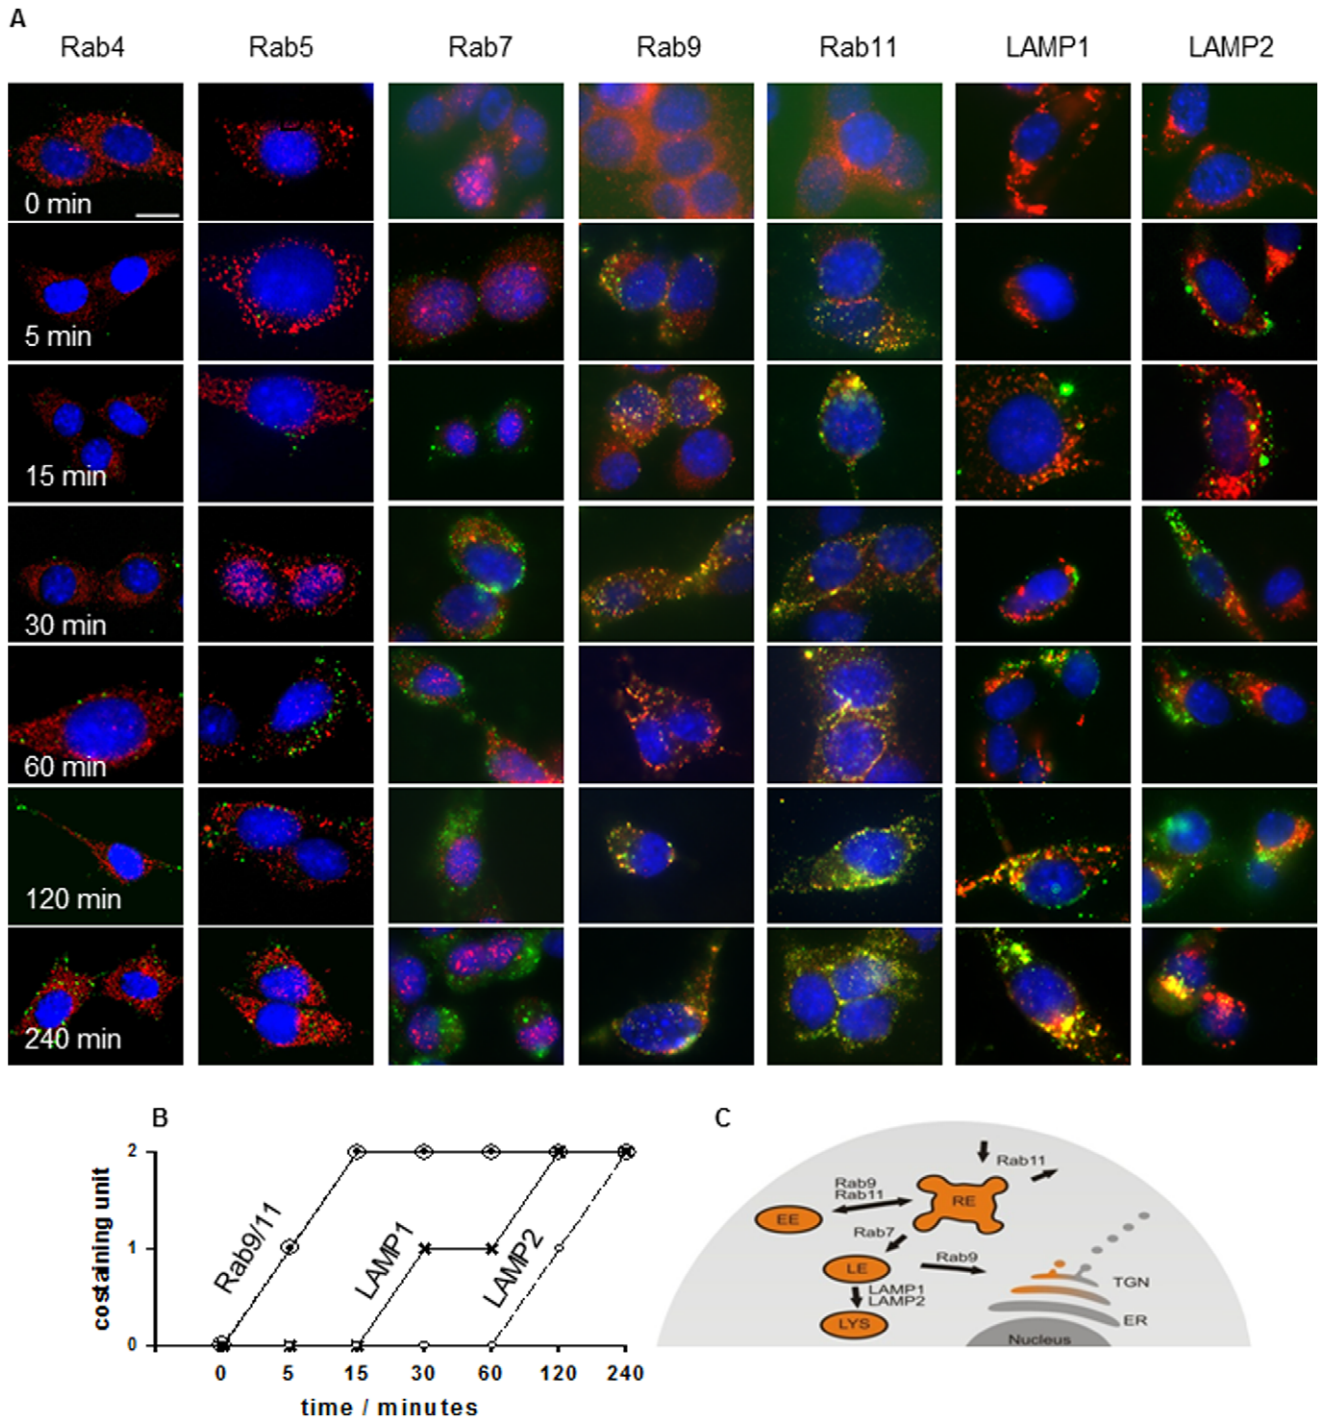 A
Rab4 Rab5 Rab7 Rab9 Rab11 LAMP1 LAMP2
0 min
5 min
15 min
30 min
60 min
120 min
240 min
B
costaining unit
2
1
0
Rab9/11
LAMP1
LAMP2
0 5 15 30 60 120 240
time / minutes
C
Rab11
Rab9
Rab11
RE
EE
Rab7
LE
Rab9
LAMP1
LAMP2
TGN
LYS
ER
Nucleus